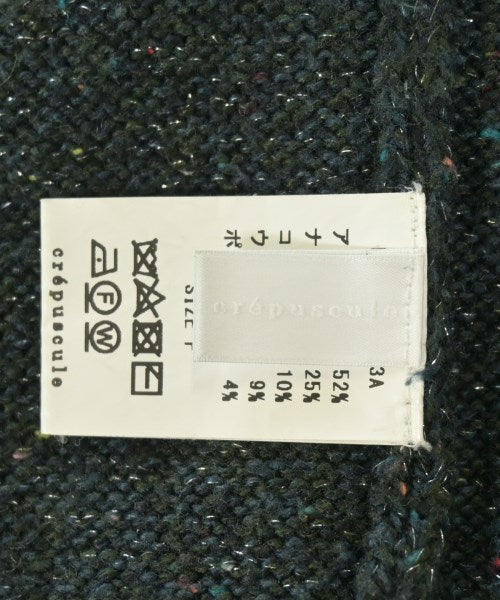 3A
ア 52%
ナ 25%
コ 10%
ウ 9%
ポ 4%
SIZE F
crépuscule
crépuscule